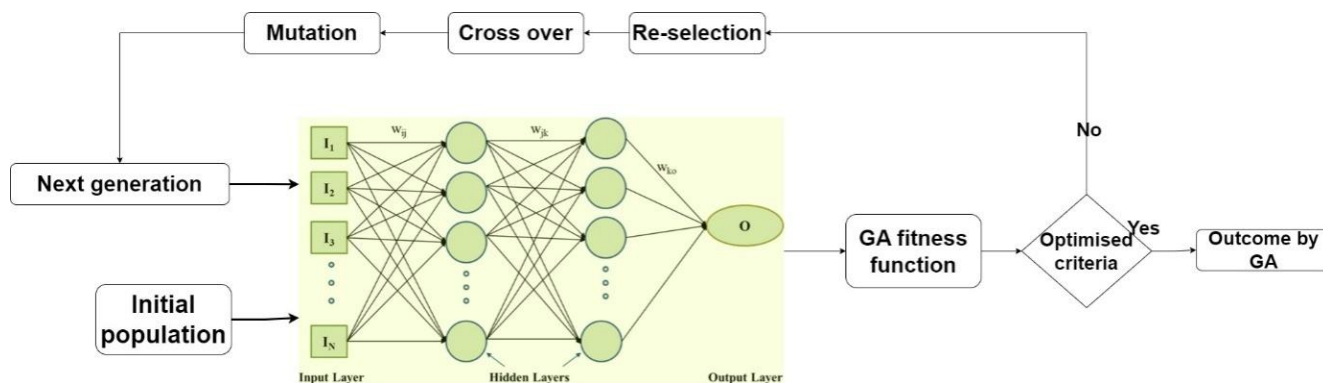 Mutation
Cross over
Re-selection
No
Next generation
I1
I2
I3
IN
wij
wjk
wko
O
Initial
population
Input Layer
Hidden Layers
Output Layer
GA fitness
function
Optimised
criteria
Yes
Outcome by
GA